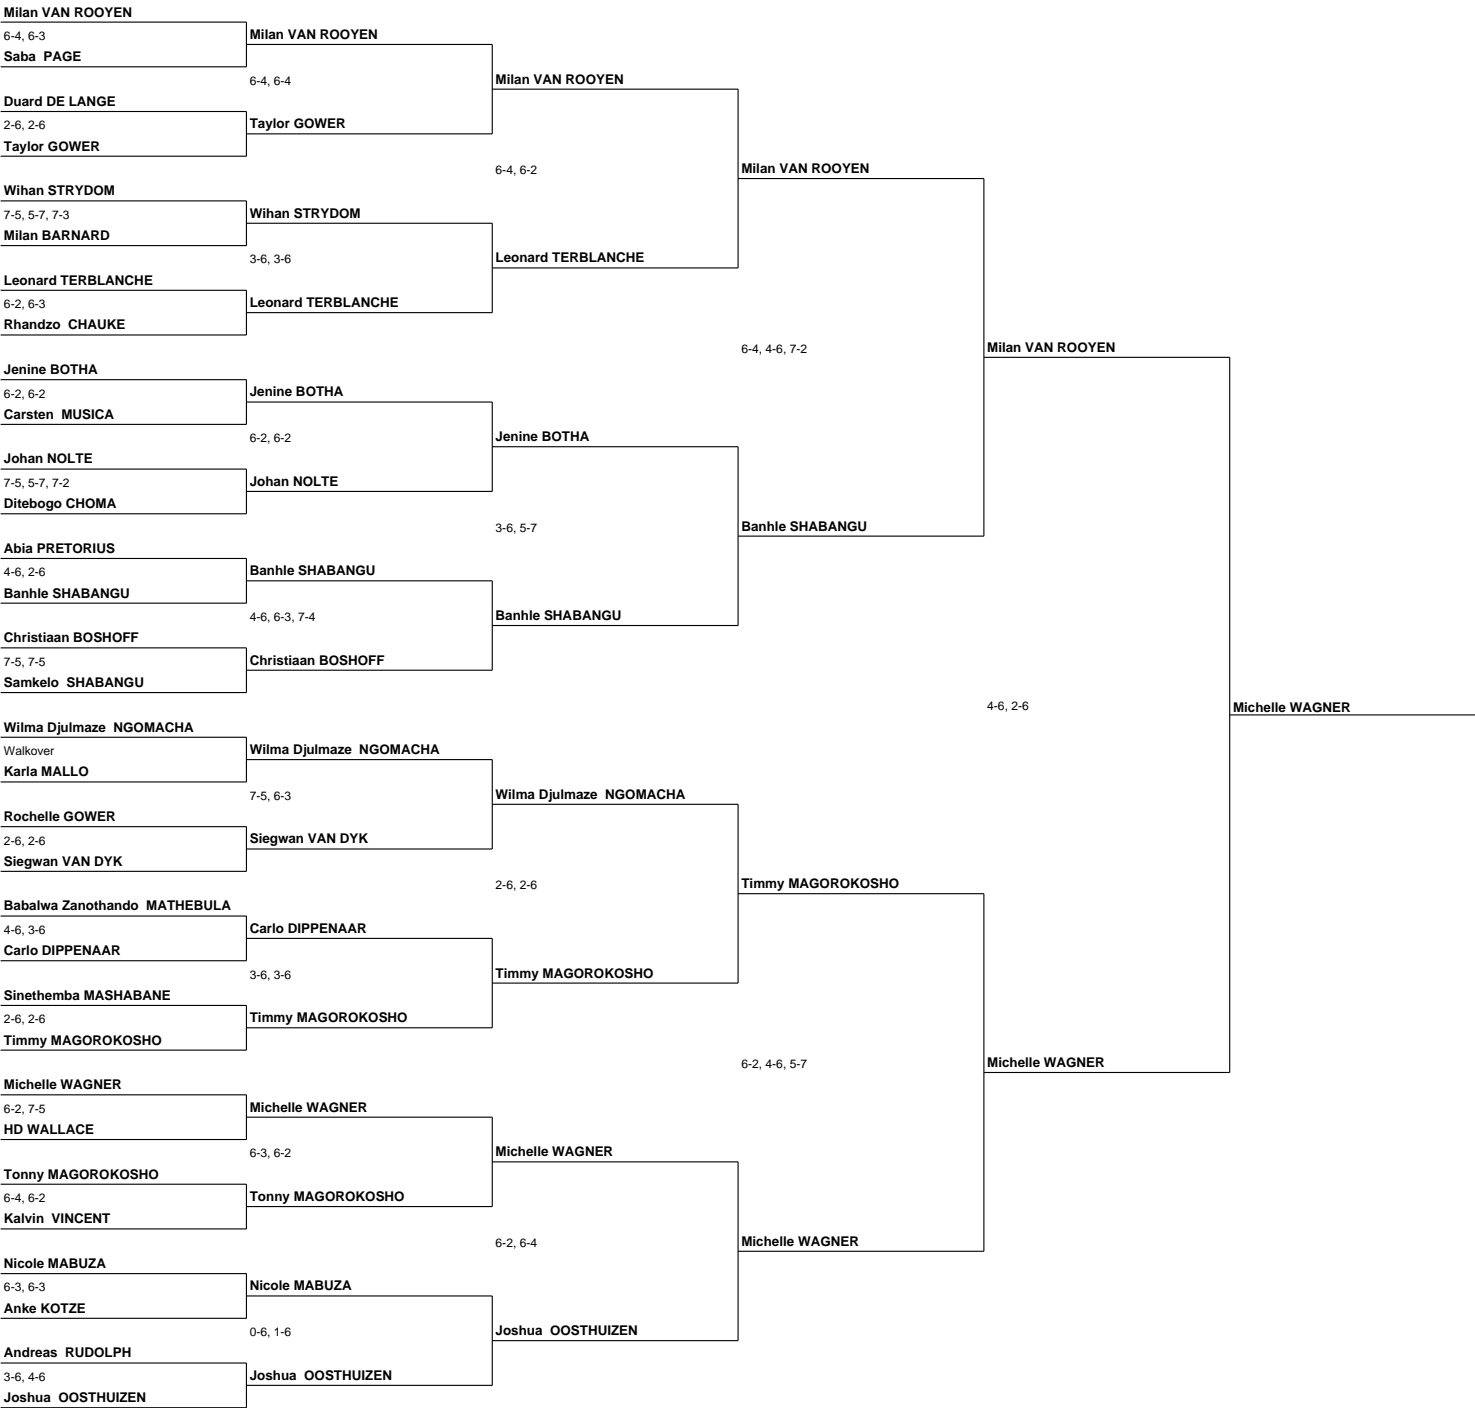 Milan VAN ROOYEN
6-4, 6-3
Milan VAN ROOYEN
Saba PAGE
6-4, 6-4
Milan VAN ROOYEN
Duard DE LANGE
2-6, 2-6
Taylor GOWER
Taylor GOWER
6-4, 6-2
Milan VAN ROOYEN
Wihan STRYDOM
7-5, 5-7, 7-3
Wihan STRYDOM
Milan BARNARD
3-6, 3-6
Leonard TERBLANCHE
Leonard TERBLANCHE
6-2, 6-3
Leonard TERBLANCHE
Rhandzo CHAUKE
6-4, 4-6, 7-2
Milan VAN ROOYEN
Jenine BOTHA
6-2, 6-2
Jenine BOTHA
Carsten MUSICA
6-2, 6-2
Jenine BOTHA
Johan NOLTE
7-5, 5-7, 7-2
Johan NOLTE
Ditebogo CHOMA
3-6, 5-7
Banhle SHABANGU
Abia PRETORIUS
4-6, 2-6
Banhle SHABANGU
Banhle SHABANGU
4-6, 6-3, 7-4
Banhle SHABANGU
Christiaan BOSHOFF
7-5, 7-5
Christiaan BOSHOFF
Samkelo SHABANGU
4-6, 2-6
Michelle WAGNER
Wilma Djulmaze NGOMACHA
Walkover
Wilma Djulmaze NGOMACHA
Karla MALLO
7-5, 6-3
Wilma Djulmaze NGOMACHA
Rochelle GOWER
2-6, 2-6
Siegwan VAN DYK
Siegwan VAN DYK
2-6, 2-6
Timmy MAGOROKOSHO
Babalwa Zanothando MATHEBULA
4-6, 3-6
Carlo DIPPENAAR
Carlo DIPPENAAR
3-6, 3-6
Timmy MAGOROKOSHO
Sinethemba MASHABANE
2-6, 2-6
Timmy MAGOROKOSHO
Timmy MAGOROKOSHO
6-2, 4-6, 5-7
Michelle WAGNER
Michelle WAGNER
6-2, 7-5
Michelle WAGNER
HD WALLACE
6-3, 6-2
Michelle WAGNER
Tonny MAGOROKOSHO
6-4, 6-2
Tonny MAGOROKOSHO
Kalvin VINCENT
6-2, 6-4
Michelle WAGNER
Nicole MABUZA
6-3, 6-3
Nicole MABUZA
Anke KOTZE
0-6, 1-6
Joshua OOSTHUIZEN
Andreas RUDOLPH
3-6, 4-6
Joshua OOSTHUIZEN
Joshua OOSTHUIZEN